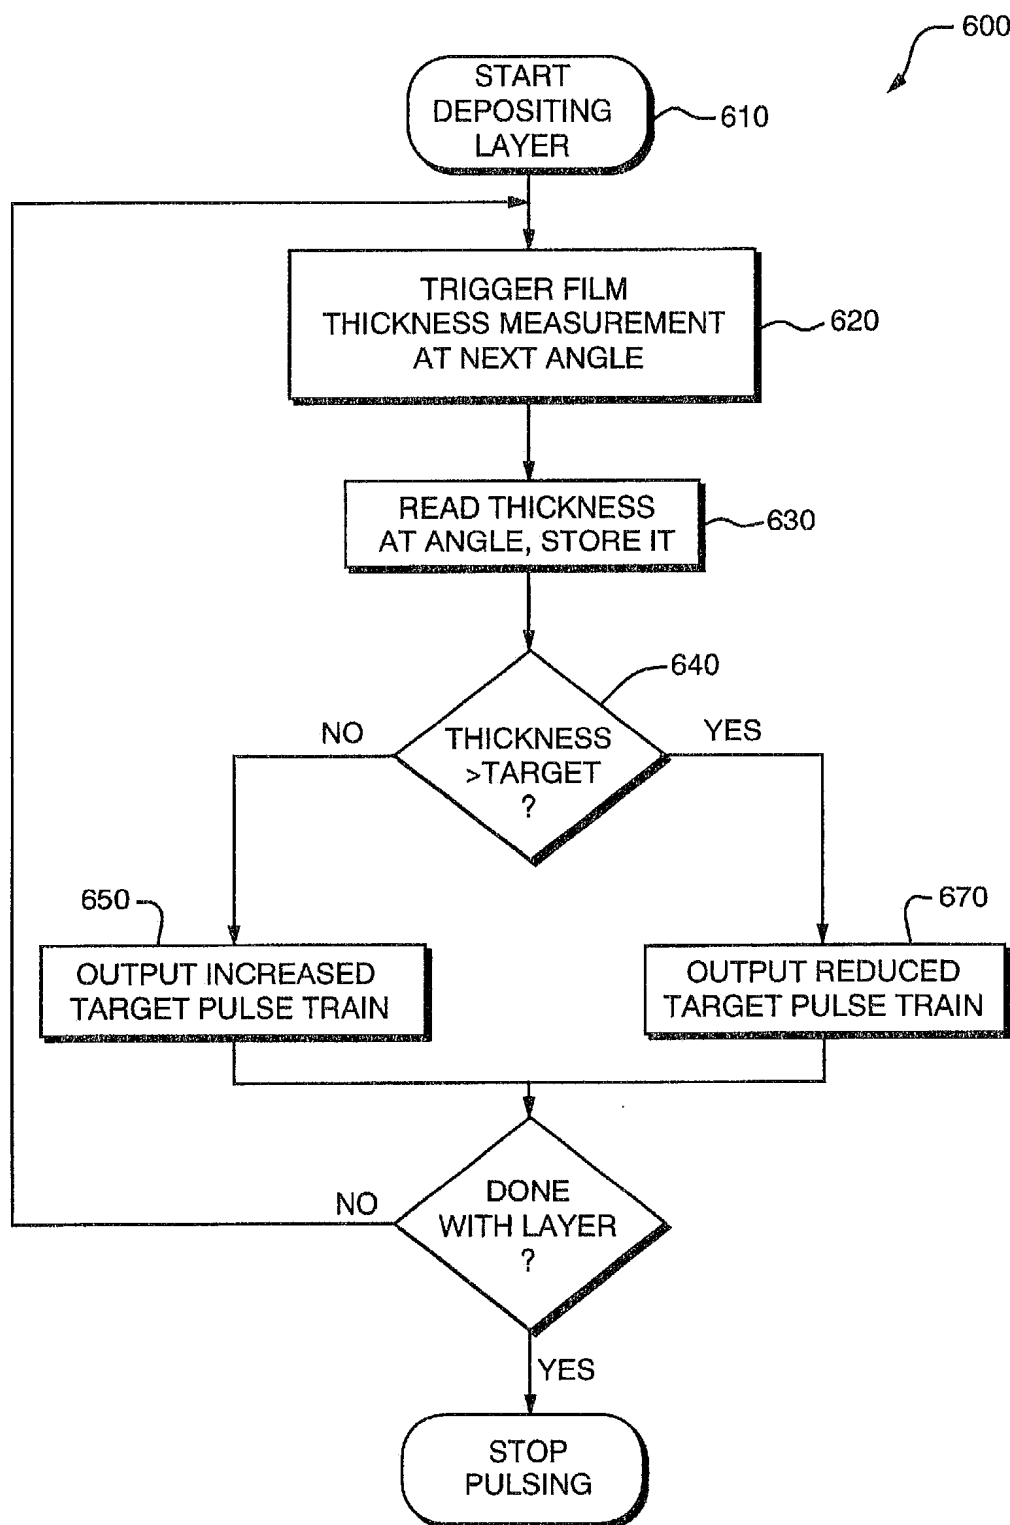 600
START
DEPOSITING
LAYER
610
TRIGGER FILM
THICKNESS MEASUREMENT
AT NEXT ANGLE
620
READ THICKNESS
AT ANGLE, STORE IT
630
640
NO
YES
THICKNESS
>TARGET
?
650
670
OUTPUT INCREASED
TARGET PULSE TRAIN
OUTPUT REDUCED
TARGET PULSE TRAIN
NO
DONE
WITH LAYER
?
YES
STOP
PULSING